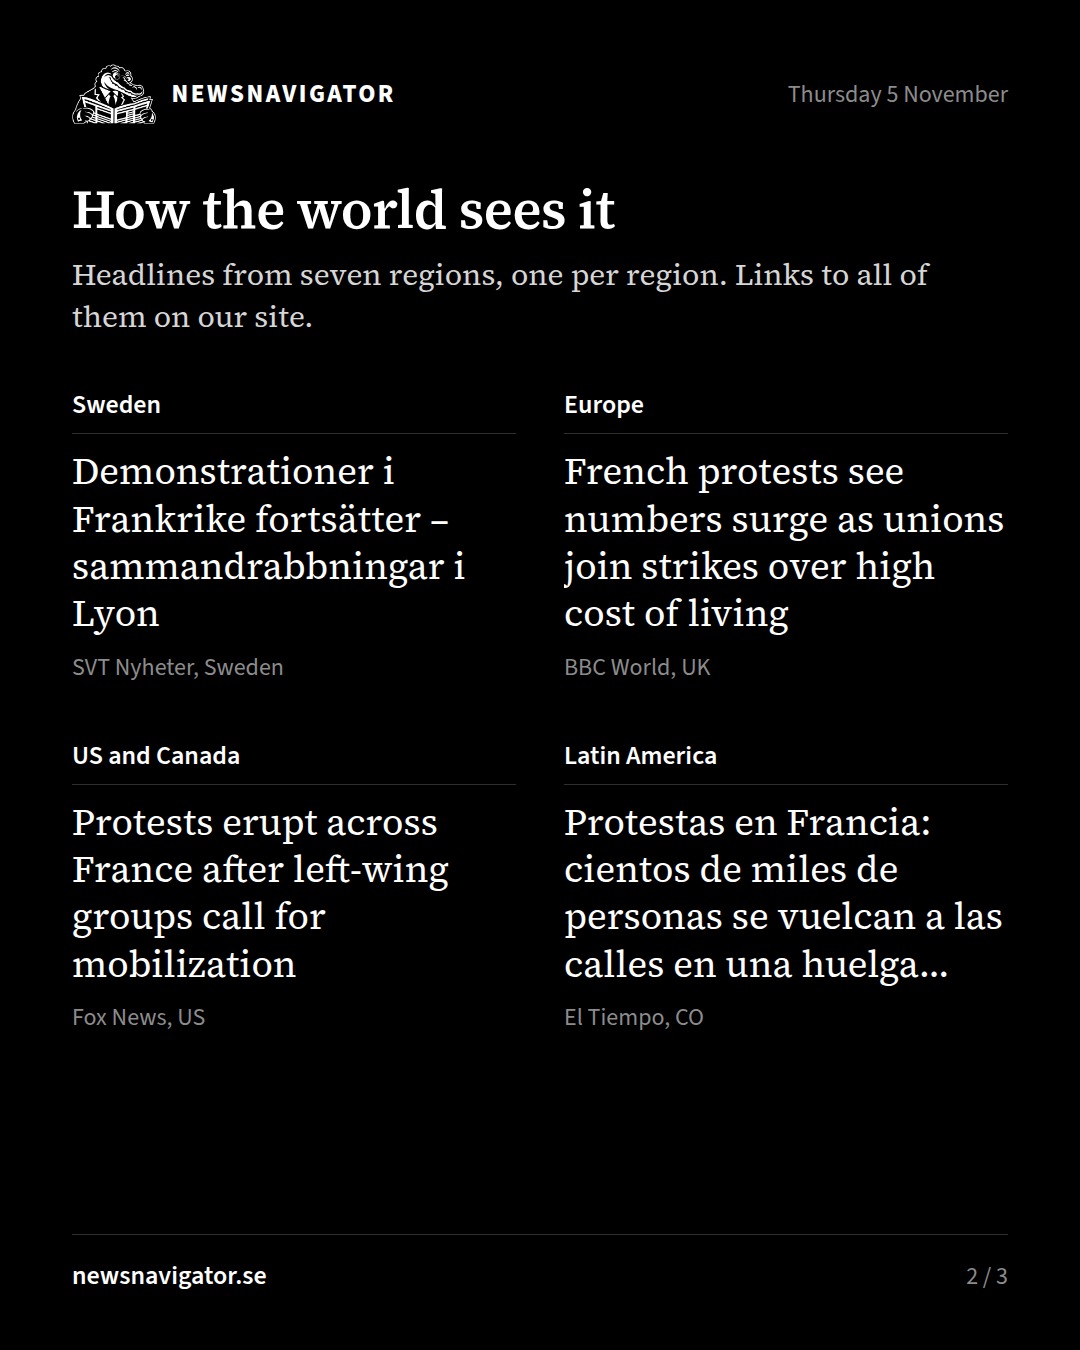 NEWSNAVIGATOR
Thursday 5 November
How the world sees it
Headlines from seven regions, one per region. Links to all of
them on our site.
Sweden
Demonstrationer i
Frankrike fortsätter –
sammandrabbningar i
Lyon
SVT Nyheter, Sweden
Europe
French protests see
numbers surge as unions
join strikes over high
cost of living
BBC World, UK
US and Canada
Protests erupt across
France after left-wing
groups call for
mobilization
Fox News, US
Latin America
Protestas en Francia:
cientos de miles de
personas se vuelcan a las
calles en una huelga...
El Tiempo, CO
newsnavigator.se
2 / 3